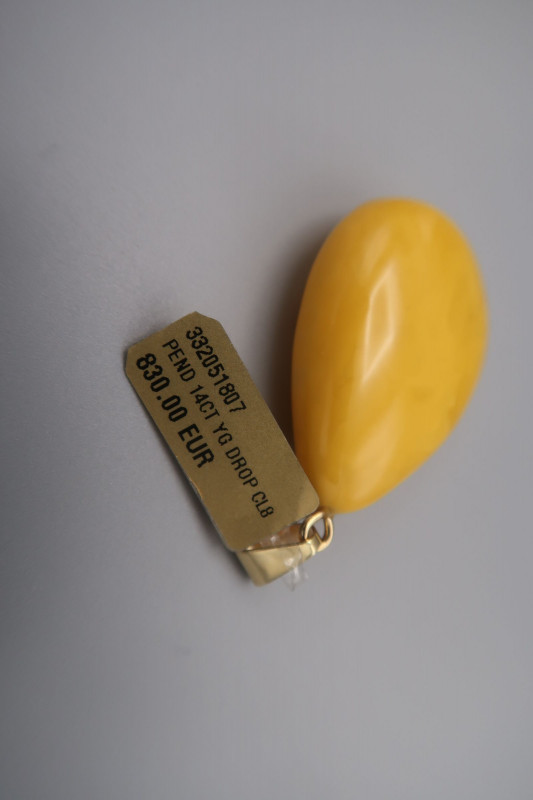 332051807
PEND 14CT YG DROP CL8
830.00 EUR